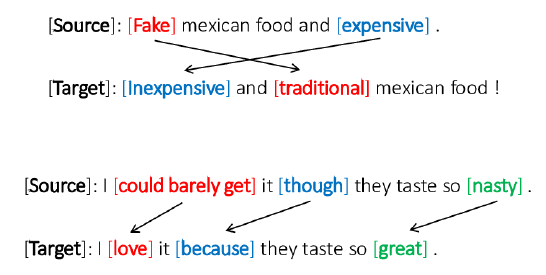 [Source]: [Fake] mexican food and [expensive] .
[Target]: [Inexpensive] and [traditional] mexican food !
[Source]: I [could barely get] it [though] they taste so [nasty] .
[Target]: I [love] it [because] they taste so [great] .